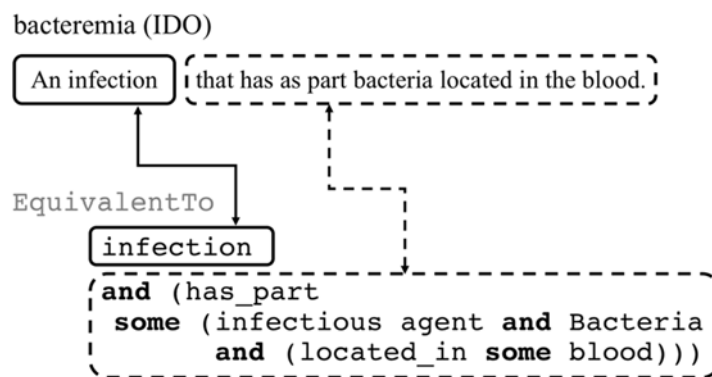 bacteremia (IDO)
An infection that has as part bacteria located in the blood.
EquivalentTo
infection
and (has_part
some (infectious agent and Bacteria
and (located_in some blood)))